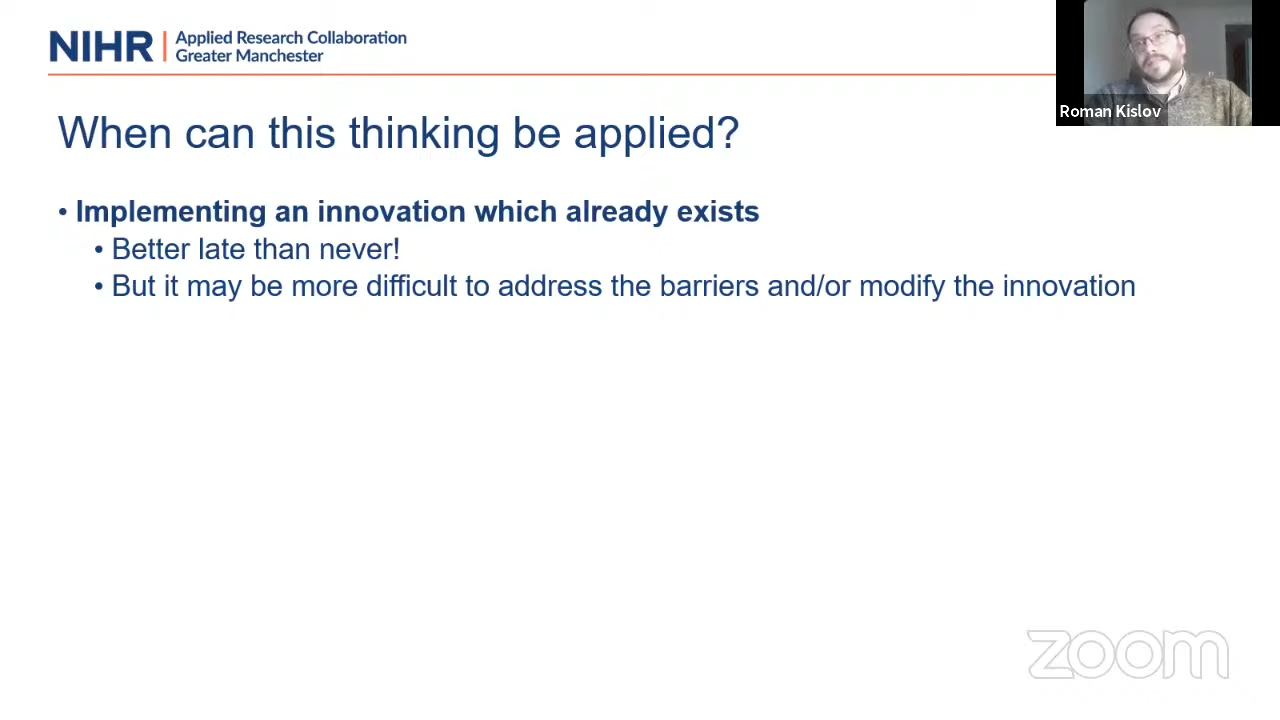 NIHR
Applied Research Collaboration
Greater Manchester
Roman Kislov
When can this thinking be applied?
• Implementing an innovation which already exists
• Better late than never!
• But it may be more difficult to address the barriers and/or modify the innovation
zoom